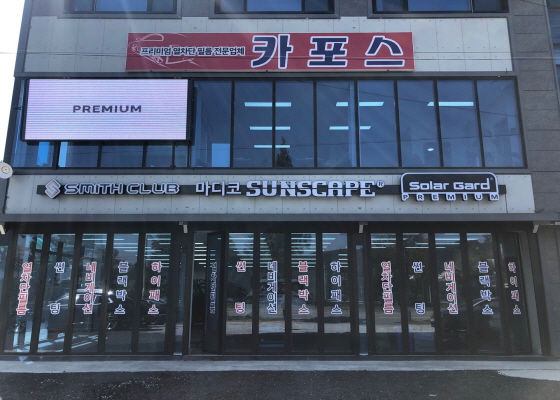 프리미엄 열차단 필름 전문업체
카포스
PREMIUM
SMITH CLUB
마디코 SUNSCAPE
Solar Gard
PREMIUM
열차단필름
썬팅
네비게이션
블랙박스
하이패스
썬팅
네비게이션
블랙박스
하이패스
열차단필름
썬팅
네비게이션
블랙박스
하이패스